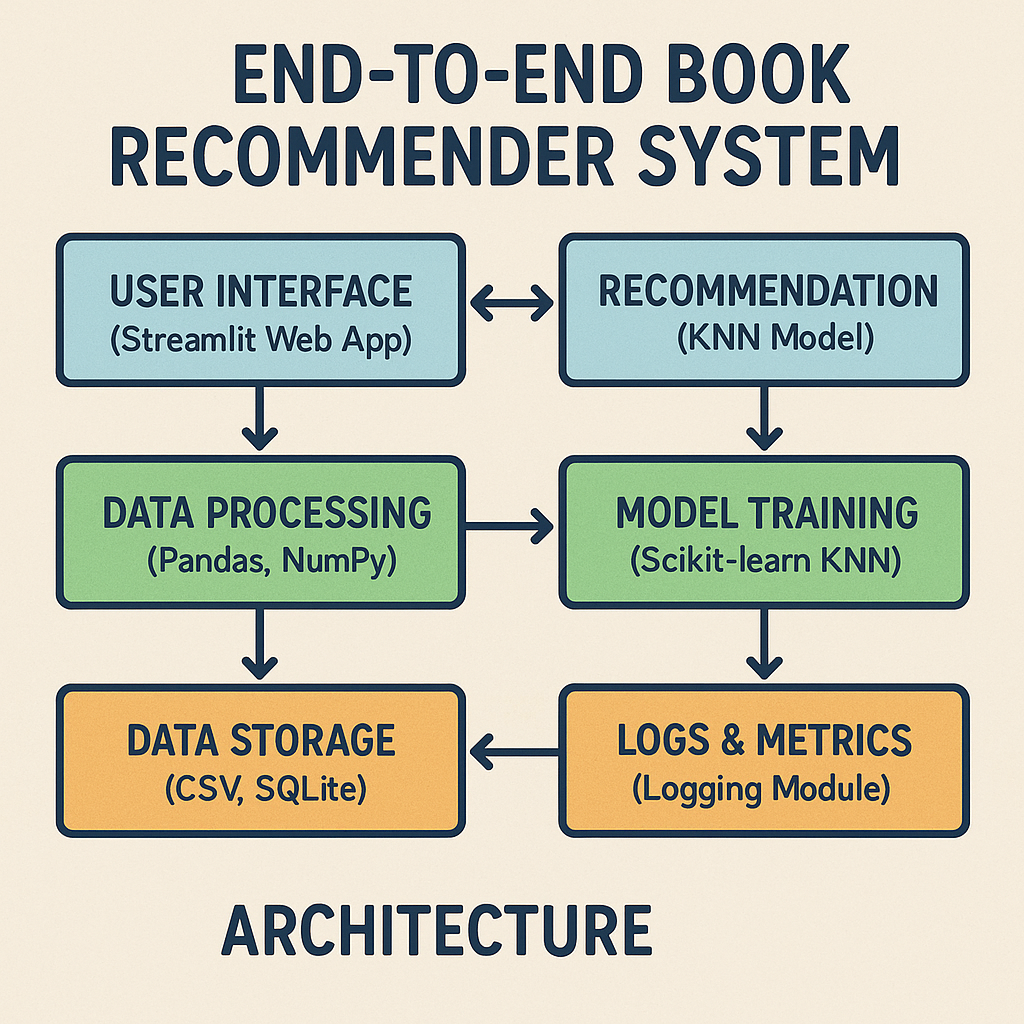 END-TO-END BOOK
RECOMMENDER SYSTEM
USER INTERFACE
(Streamlit Web App)
RECOMMENDATION
(KNN Model)
DATA PROCESSING
(Pandas, NumPy)
MODEL TRAINING
(Scikit-learn KNN)
DATA STORAGE
(CSV, SQLite)
LOGS & METRICS
(Logging Module)
ARCHITECTURE